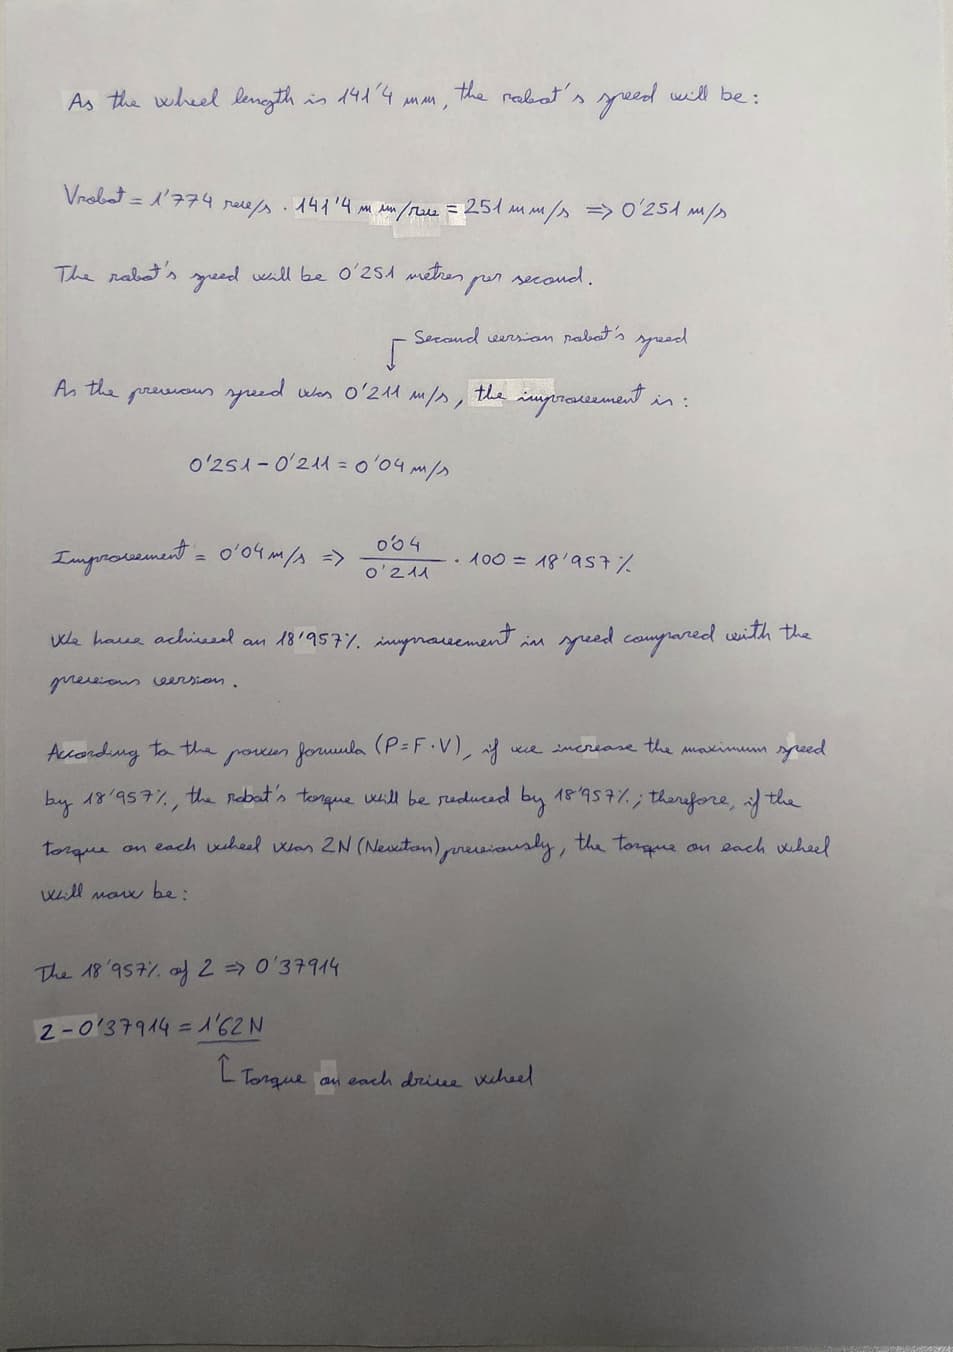 As the wheel length is 141'4 mm, the robot's speed will be:
Vrobot = 1'774 rev/s · 141'4 mm/rev = 251 mm/s ⇒ 0'251 m/s
The robot's speed will be 0'251 metres per second.
Second version robot's speed
As the previous speed was 0'211 m/s, the improvement is:
0'251 - 0'211 = 0'04 m/s
Improvement = 0'04 m/s ⇒ 0'04 / 0'211 · 100 = 18'957%
We have achived an 18'957% improvement in speed compared with the
previous version.
According to the power formula (P=F·V), if we increase the maximum speed
by 18'957%, the robot's torque will be reduced by 18'957%; therefore, if the
torque on each wheel was 2N (Newton) previously, the torque on each wheel
will now be:
The 18'957% of 2 ⇒ 0'37914
2 - 0'37914 = 1'62 N
Torque on each drive wheel